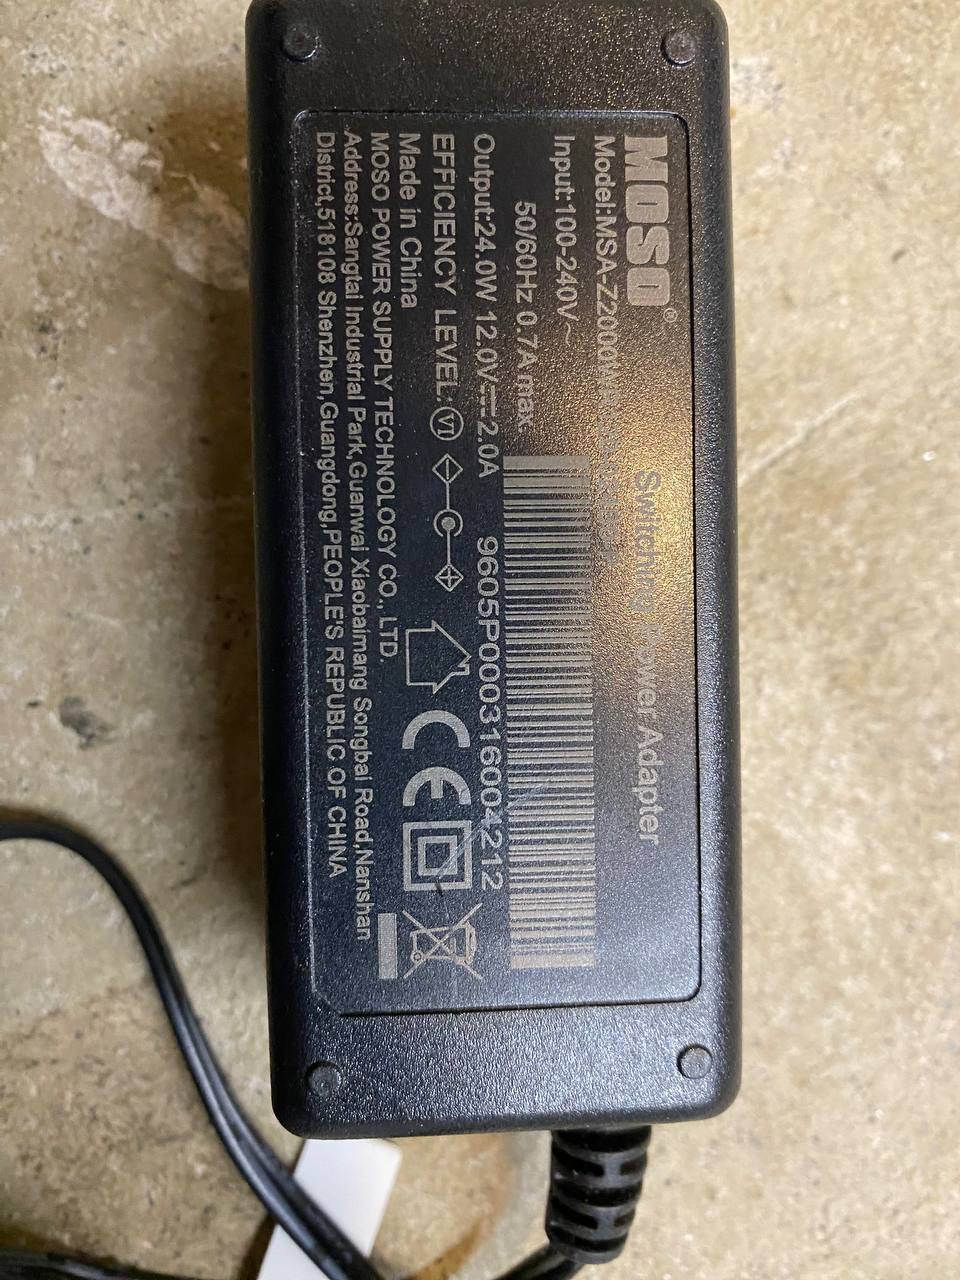 MOSO®
Switching Power Adapter
Input:100-240V~
50/60Hz 0.7A max
Output:24.0W 12.0V⎓2.0A
9605P000316004212
EFFICIENCY LEVEL:VI
Made in China
MOSO POWER SUPPLY TECHNOLOGY CO., LTD.
Address:Sangtai Industrial Park,Guanwai Xiaobaimang Songbai Road,Nanshan
District,518108 Shenzhen,Guangdong,PEOPLE'S REPUBLIC OF CHINA